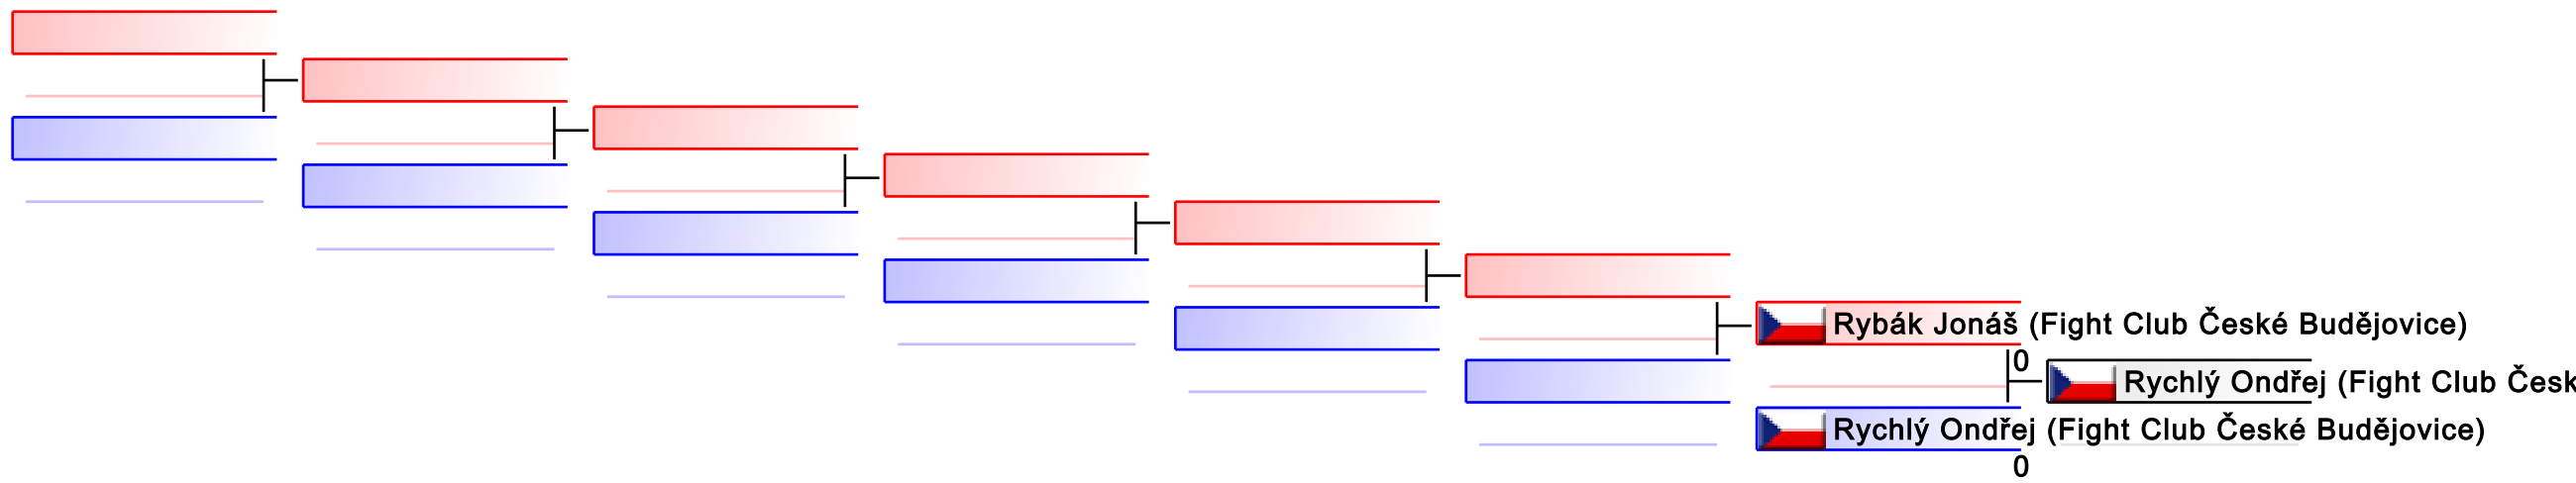 Rybák Jonáš (Fight Club České Budějovice)
0
Rychlý Ondřej (Fight Club Česk
Rychlý Ondřej (Fight Club České Budějovice)
0